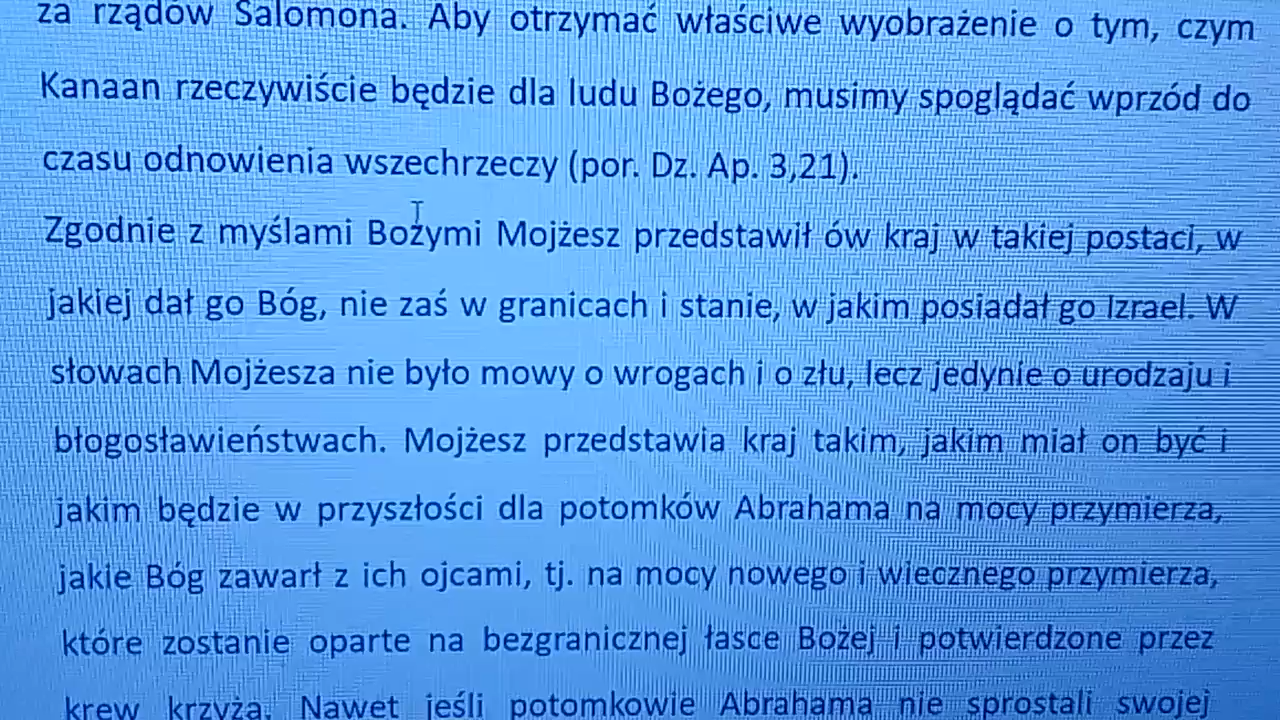 za rządów Salomona. Aby otrzymać właściwe wyobrażenie o tym, czym
Kanaan rzeczywiście będzie dla ludu Bożego, musimy spoglądać wprzód do
czasu odnowienia wszechrzeczy (por. Dz. Ap. 3,21).
Zgodnie z myślami Bożymi Mojżesz przedstawił ów kraj w takiej postaci, w
jakiej dał go Bóg, nie zaś w granicach i stanie, w jakim posiadał go Izrael. W
słowach Mojżesza nie było mowy o wrogach i o złu, lecz jedynie o urodzaju i
błogosławieństwach. Mojżesz przedstawia kraj takim, jakim miał on być i
jakim będzie w przyszłości dla potomków Abrahama na mocy przymierza,
jakie Bóg zawarł z ich ojcami, tj. na mocy nowego i wiecznego przymierza,
które zostanie oparte na bezgranicznej łasce Bożej i potwierdzone przez
krew krzyża. Nawet jeśli potomkowie Abrahama nie sprostali swojej